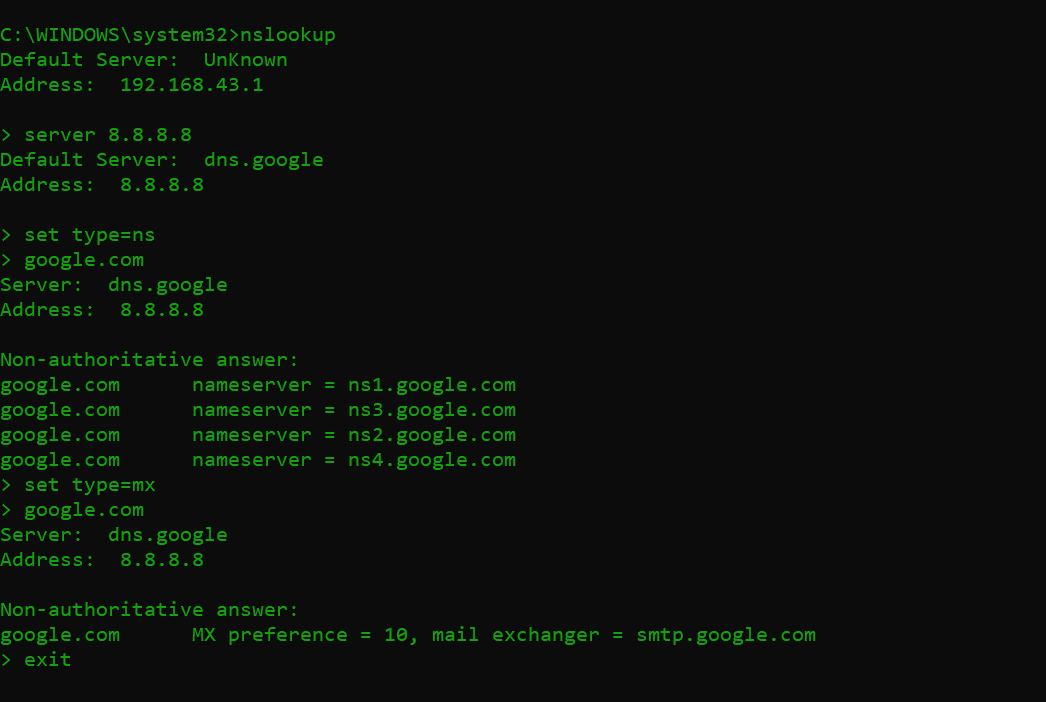 C:\WINDOWS\system32>nslookup
Default Server:  UnKnown
Address:  192.168.43.1
> server 8.8.8.8
Default Server:  dns.google
Address:  8.8.8.8
> set type=ns
> google.com
Server:  dns.google
Address:  8.8.8.8
Non-authoritative answer:
google.com      nameserver = ns1.google.com
google.com      nameserver = ns3.google.com
google.com      nameserver = ns2.google.com
google.com      nameserver = ns4.google.com
> set type=mx
> google.com
Server:  dns.google
Address:  8.8.8.8
Non-authoritative answer:
google.com      MX preference = 10, mail exchanger = smtp.google.com
> exit